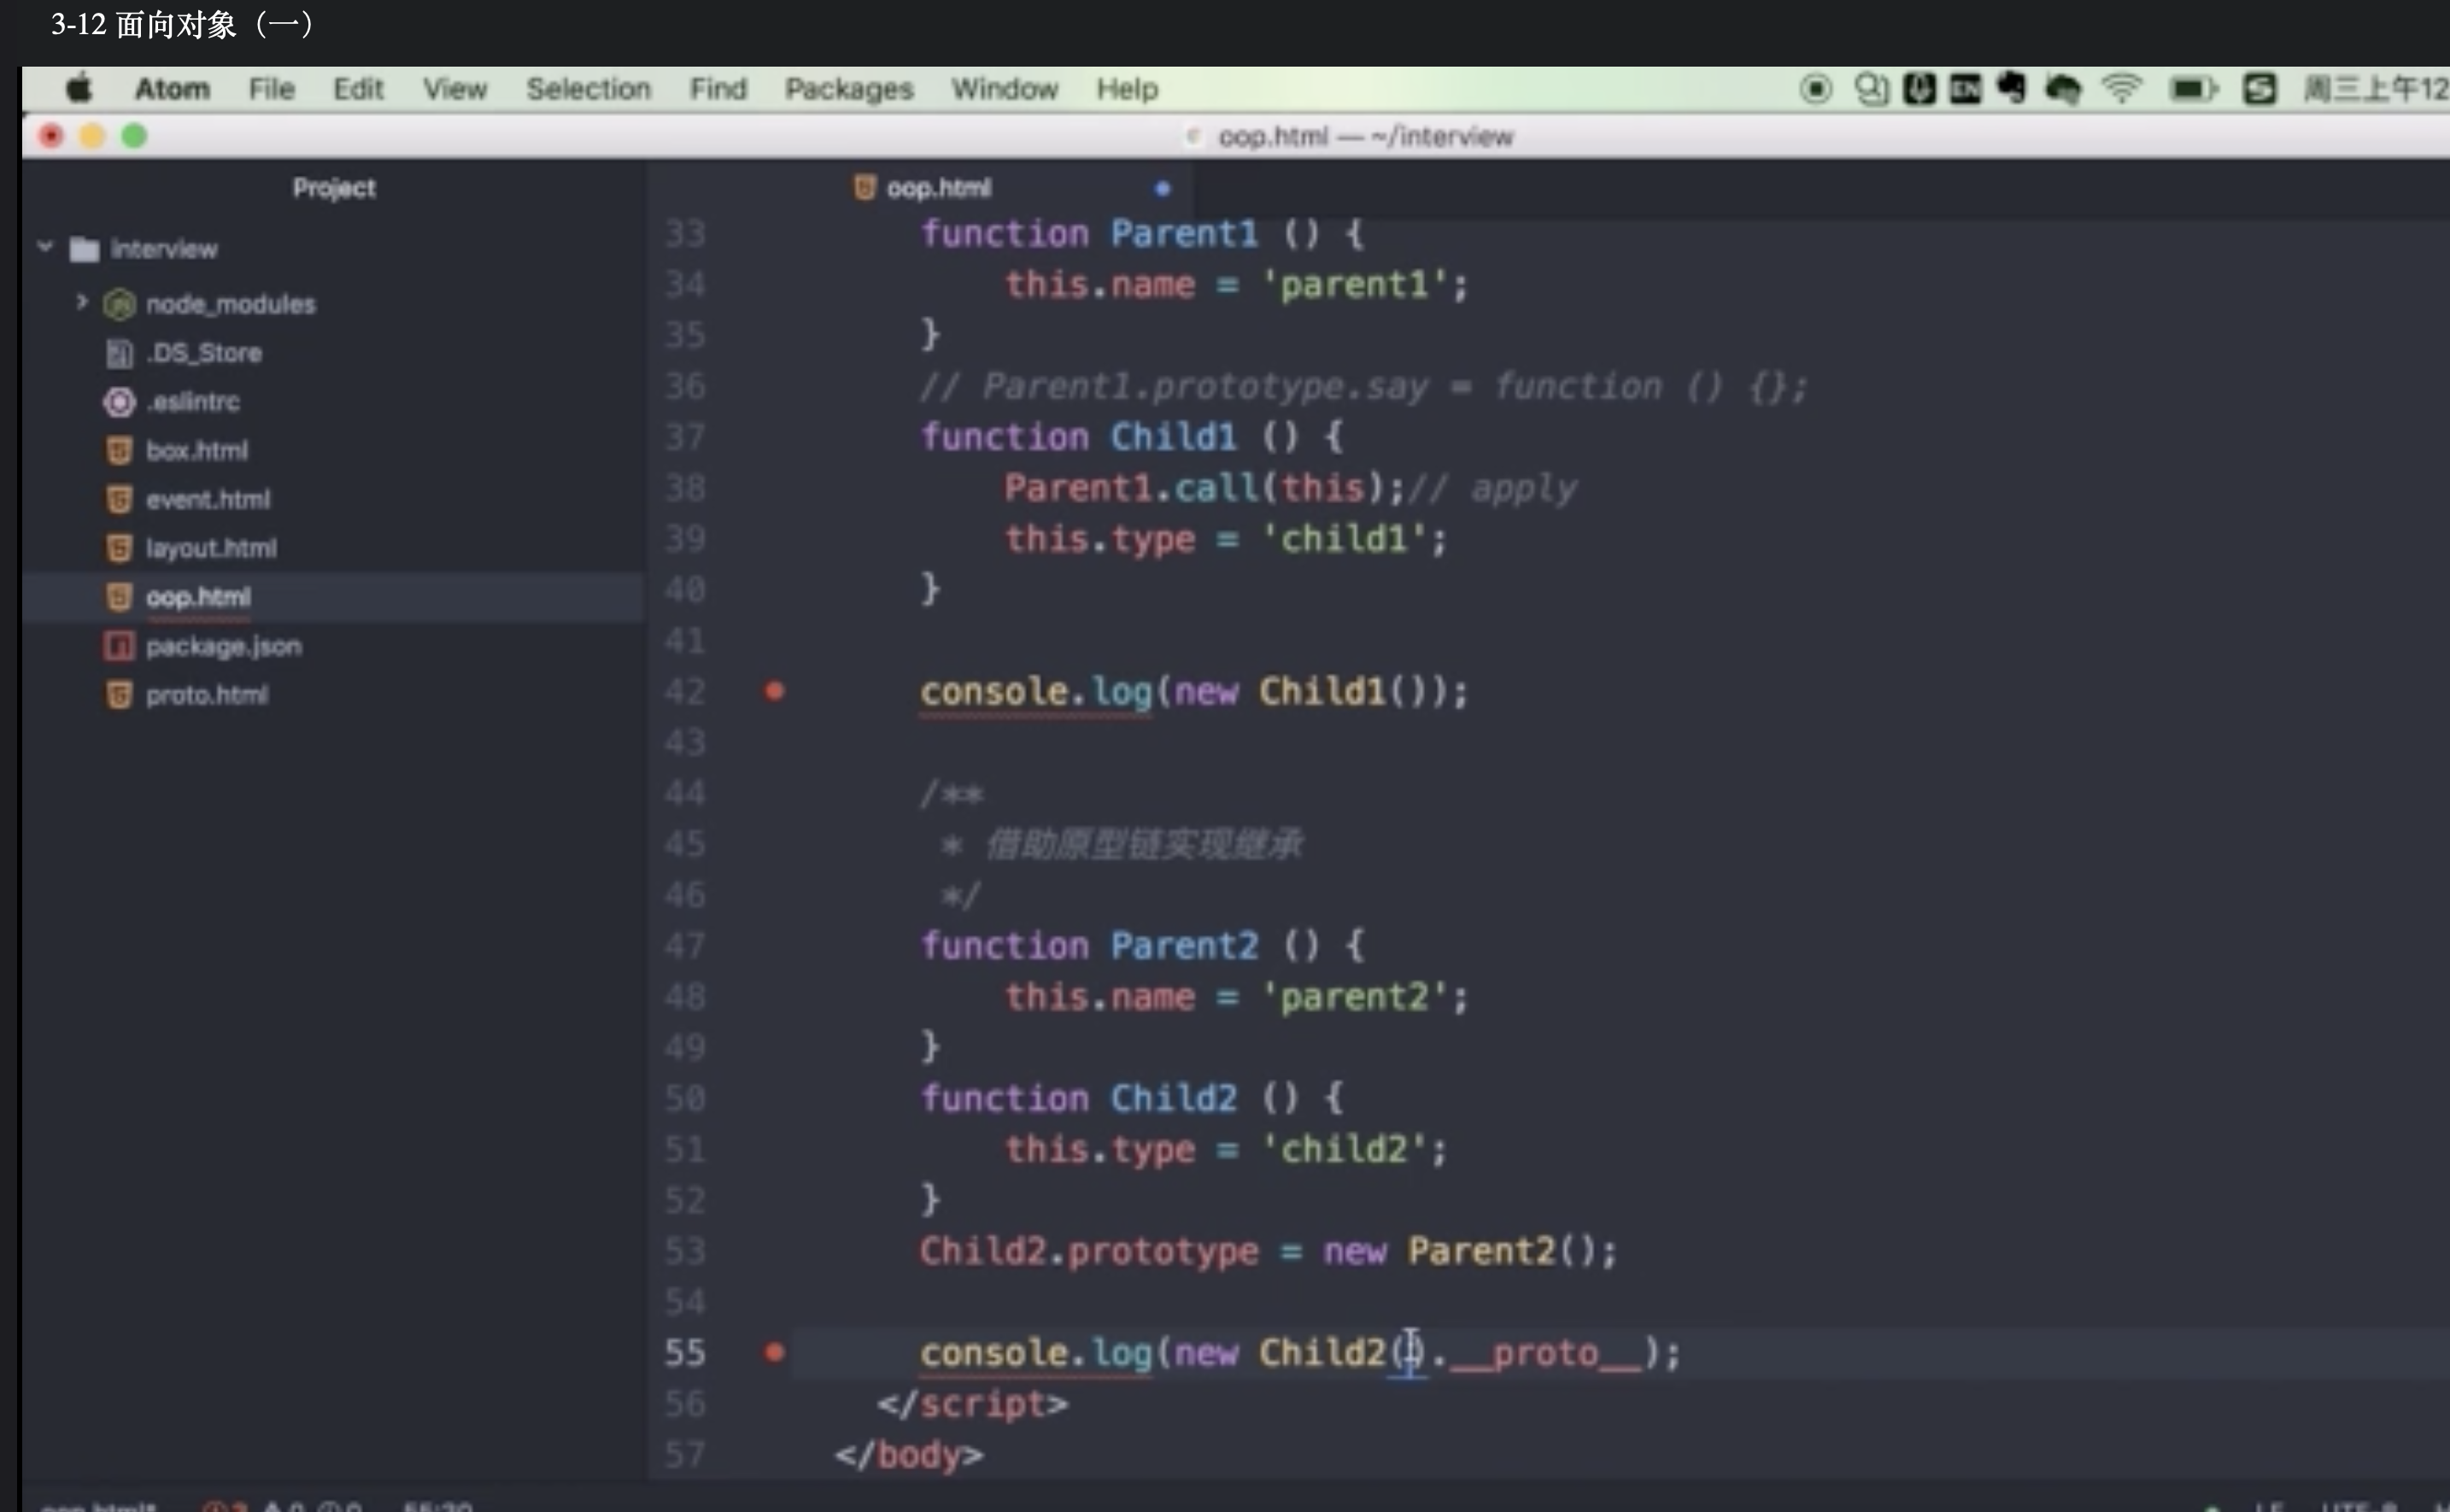 3-12 面向对象（一）
Atom File Edit View Selection Find Packages Window Help EN 周三上午12
oop.html — ~/interview
Project
oop.html
interview
node_modules
.DS_Store
.eslintrc
box.html
event.html
layout.html
oop.html
package.json
proto.html
33 function Parent1 () {
34 this.name = 'parent1';
35 }
36 // Parent1.prototype.say = function () {};
37 function Child1 () {
38 Parent1.call(this);// apply
39 this.type = 'child1';
40 }
41
42 console.log(new Child1());
43
44 /**
45 * 借助原型链实现继承
46 */
47 function Parent2 () {
48 this.name = 'parent2';
49 }
50 function Child2 () {
51 this.type = 'child2';
52 }
53 Child2.prototype = new Parent2();
54
55 console.log(new Child2().__proto__);
56 </script>
57 </body>